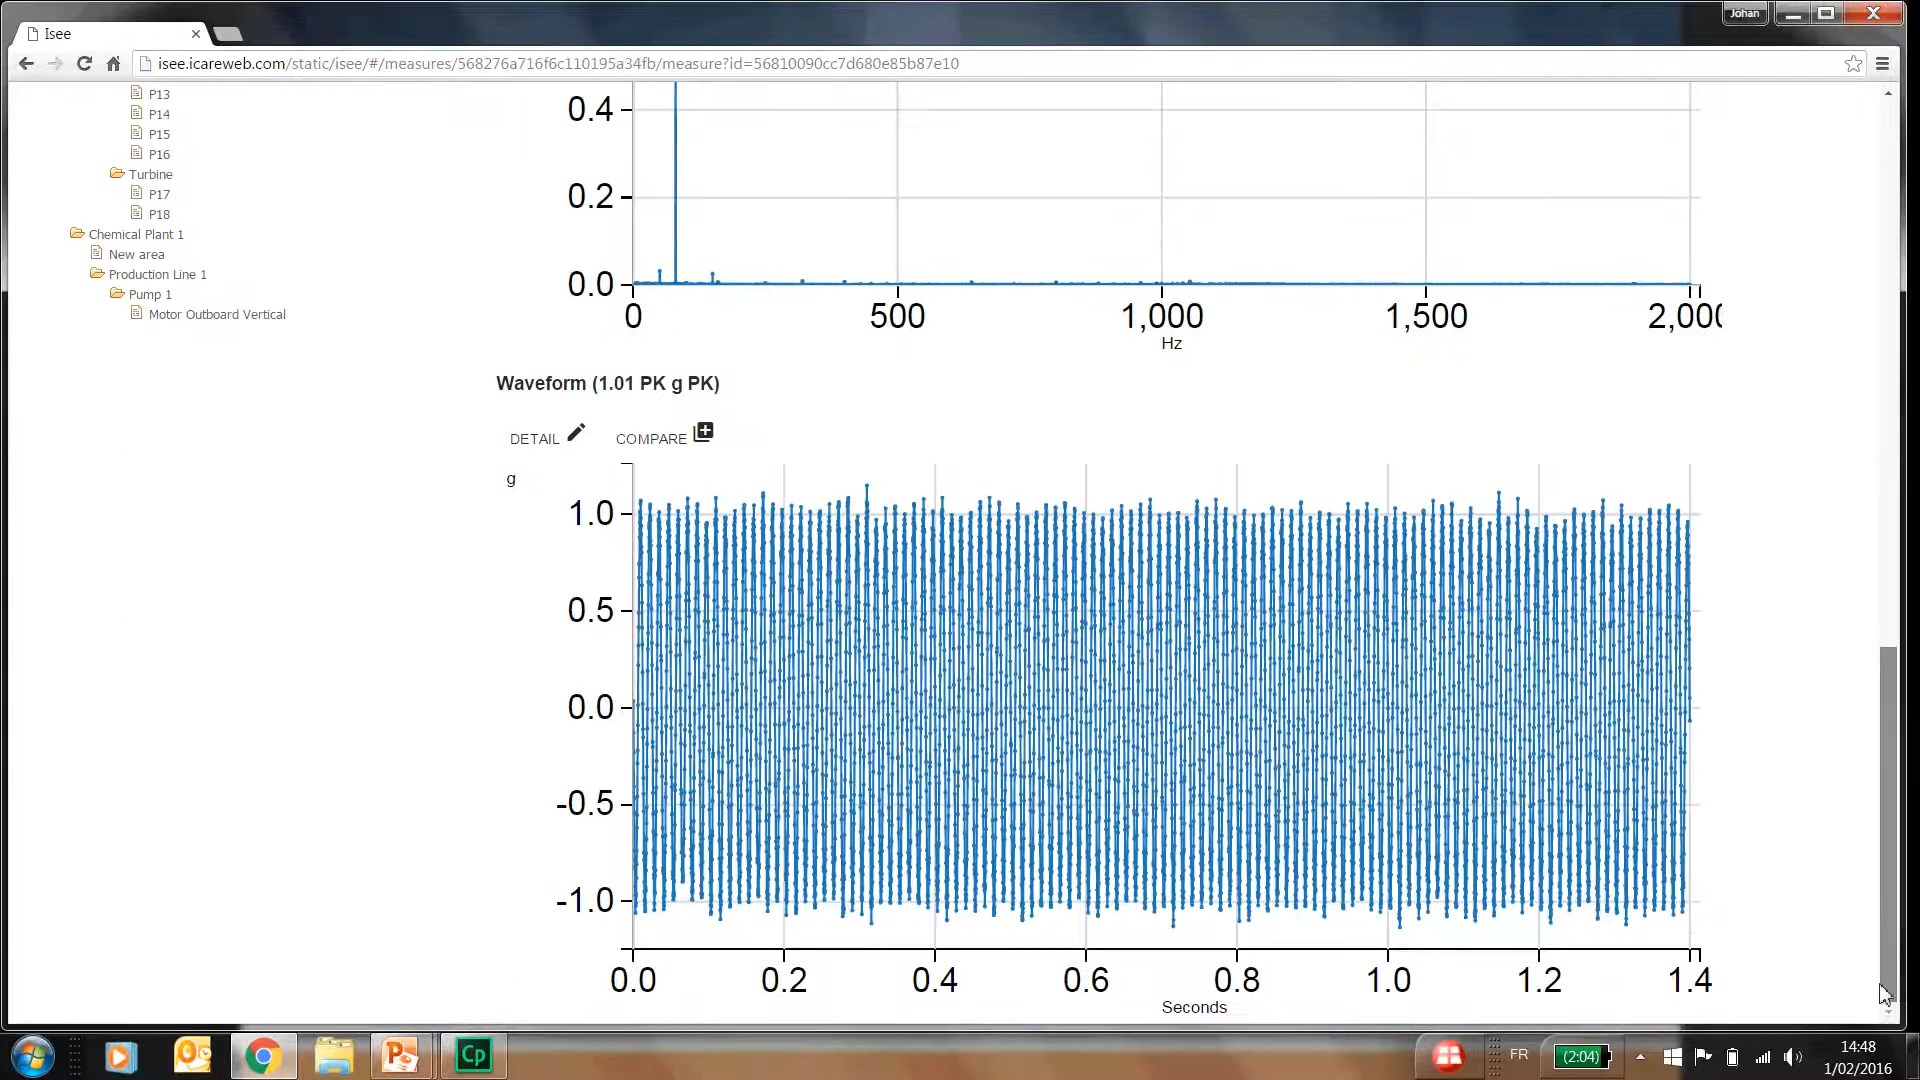 Johan
Isee
isee.icareweb.com/static/isee/#/measures/568276a716f6c110195a34fb/measure?id=56810090cc7d680e85b87e10
P13
P14
P15
P16
Turbine
P17
P18
Chemical Plant 1
New area
Production Line 1
Pump 1
Motor Outboard Vertical
0.4
0.2
0.0
0 500 1,000 1,500 2,000
Hz
Waveform (1.01 PK g PK)
DETAIL COMPARE
g
1.0
0.5
0.0
-0.5
-1.0
0.0 0.2 0.4 0.6 0.8 1.0 1.2 1.4
Seconds
Cp
FR
(2:04)
14:48
1/02/2016